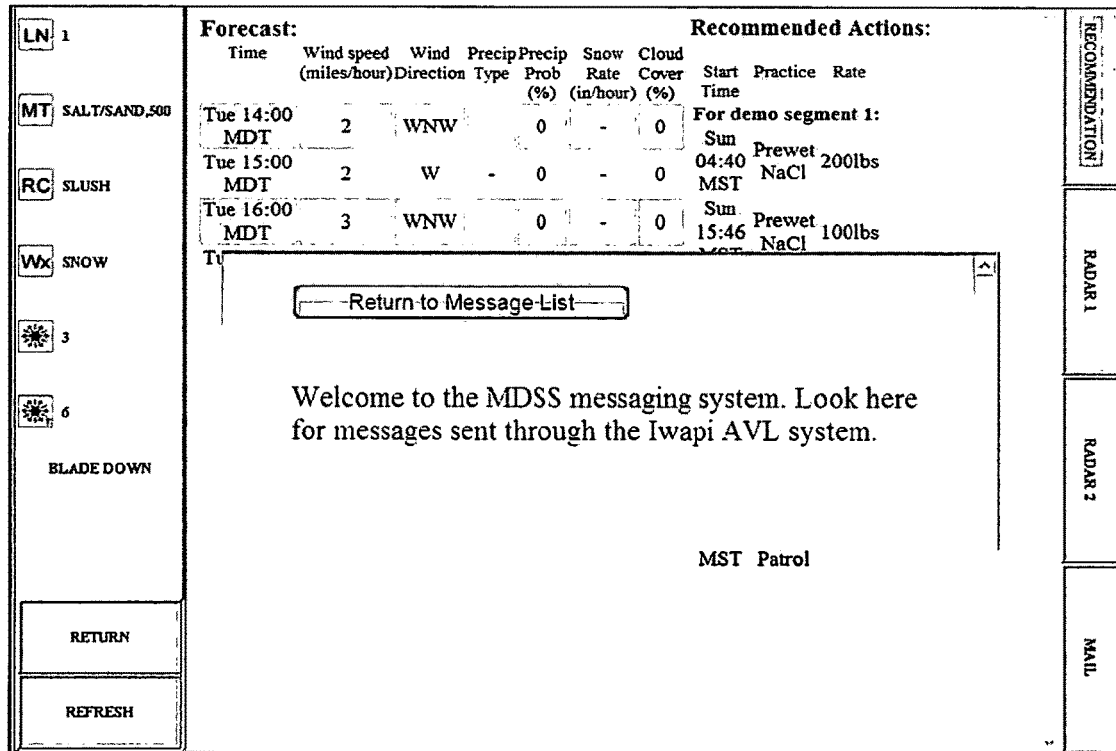 LN 1
MT SALT/SAND,500
RC SLUSH
Wx SNOW
3
6
BLADE DOWN
RETURN
REFRESH
Forecast:
Time Wind speed (miles/hour) Wind Direction Precip Type Precip Prob (%) Snow Rate (in/hour) Cloud Cover (%)
Tue 14:00 MDT 2 WNW 0 - 0
Tue 15:00 MDT 2 W - 0 - 0
Tue 16:00 MDT 3 WNW 0 - 0
Recommended Actions:
Start Time Practice Rate
For demo segment 1:
Sun 04:40 MST Prewet NaCl 200lbs
Sun 15:46 MST Prewet NaCl 100lbs
Return to Message List
Welcome to the MDSS messaging system. Look here
for messages sent through the Iwapi AVL system.
MST Patrol
RECOMMENDATION
RADAR 1
RADAR 2
MAIL